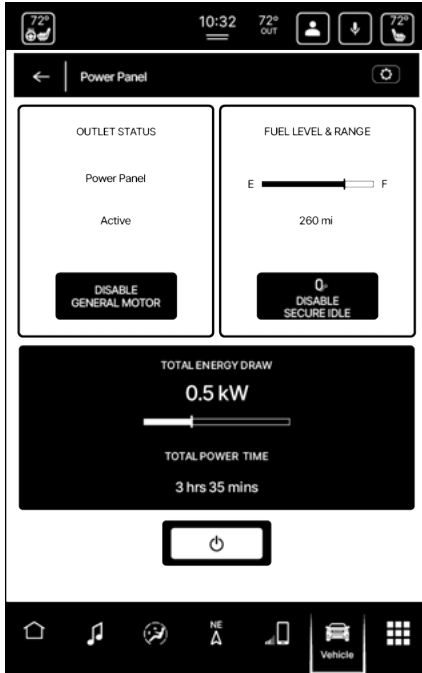 72°
10:32
72°
OUT
72°
Power Panel
OUTLET STATUS
Power Panel
Active
DISABLE
GENERAL MOTOR
FUEL LEVEL & RANGE
E
F
260 mi
DISABLE
SECURE IDLE
TOTAL ENERGY DRAW
0.5 kW
TOTAL POWER TIME
3 hrs 35 mins
NE
Vehicle